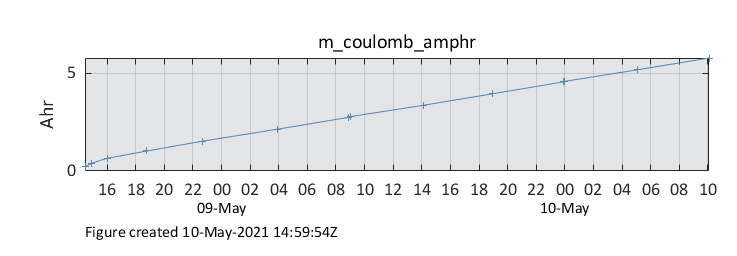 m_coulomb_amphr
5
Ahr
0
16 18 20 22 00 02 04 06 08 10 12 14 16 18 20 22 00 02 04 06 08 10
09-May 10-May
Figure created 10-May-2021 14:59:54Z